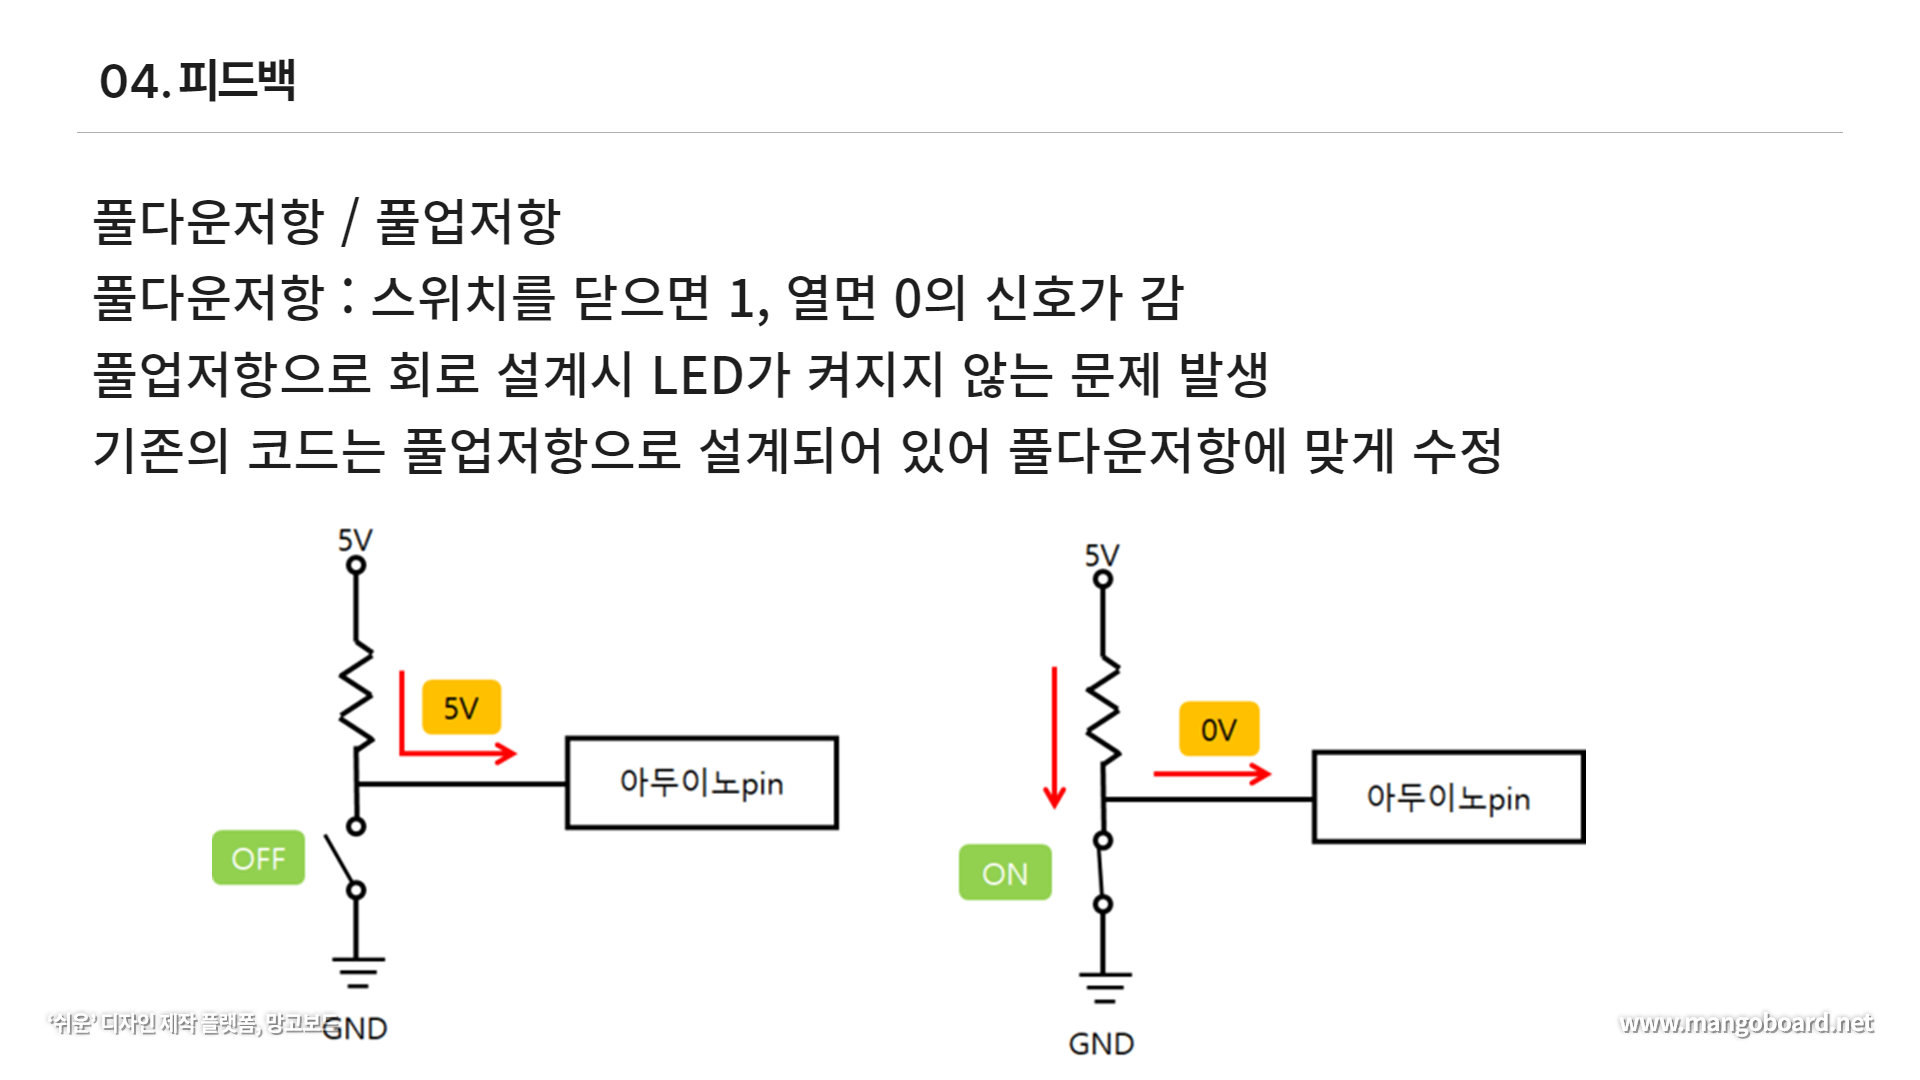 04. 피드백
풀다운저항 / 풀업저항
풀다운저항 : 스위치를 닫으면 1, 열면 0의 신호가 감
풀업저항으로 회로 설계시 LED가 켜지지 않는 문제 발생
기존의 코드는 풀업저항으로 설계되어 있어 풀다운저항에 맞게 수정
5V
5V
아두이노pin
OFF
GND
5V
0V
아두이노pin
ON
GND
‘쉬운’ 디자인 제작 플랫폼, 망고보드
www.mangoboard.net